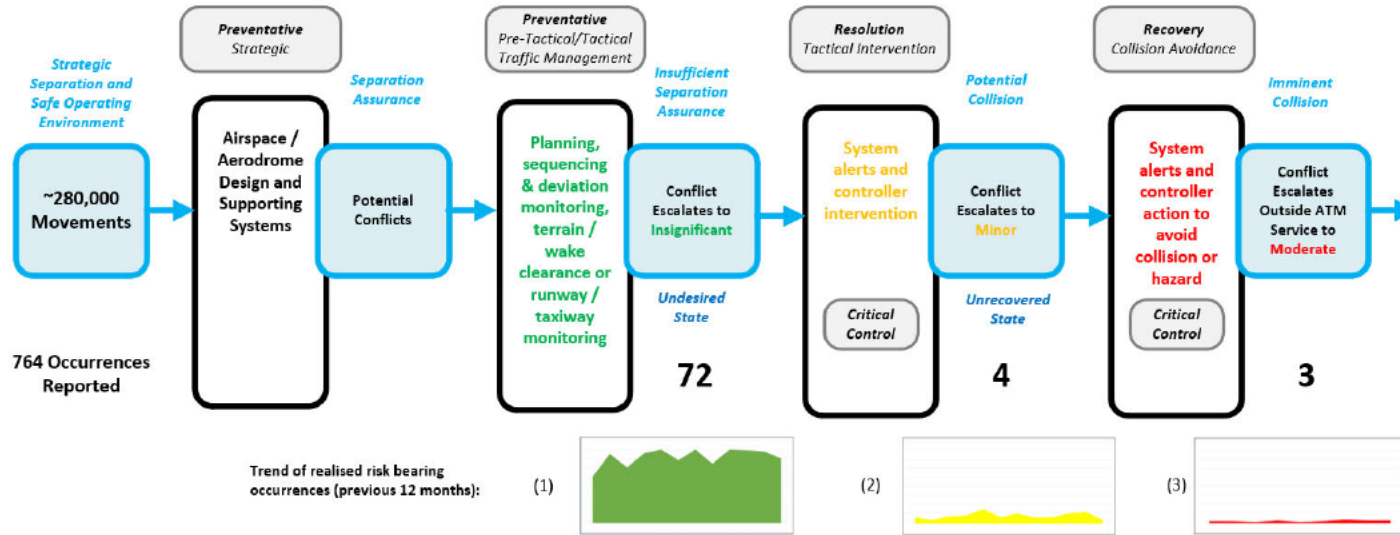 Preventative
Strategic
Preventative
Pre-Tactical/Tactical
Traffic Management
Resolution
Tactical Intervention
Recovery
Collision Avoidance
Strategic
Separation and
Safe Operating
Environment
Separation
Assurance
Insufficient
Separation
Assurance
Potential
Collision
Imminent
Collision
~280,000
Movements
Airspace /
Aerodrome
Design and
Supporting
Systems
Potential
Conflicts
Planning,
sequencing
& deviation
monitoring,
terrain /
wake
clearance or
runway /
taxiway
monitoring
Conflict
Escalates to
Insignificant
System
alerts and
controller
intervention
Conflict
Escalates to
Minor
System
alerts and
controller
action to
avoid
collision or
hazard
Conflict
Escalates
Outside ATM
Service to
Moderate
Undesired
State
Critical
Control
Unrecovered
State
Critical
Control
764 Occurrences
Reported
72
4
3
Trend of realised risk bearing
occurrences (previous 12 months):
(1)
(2)
(3)